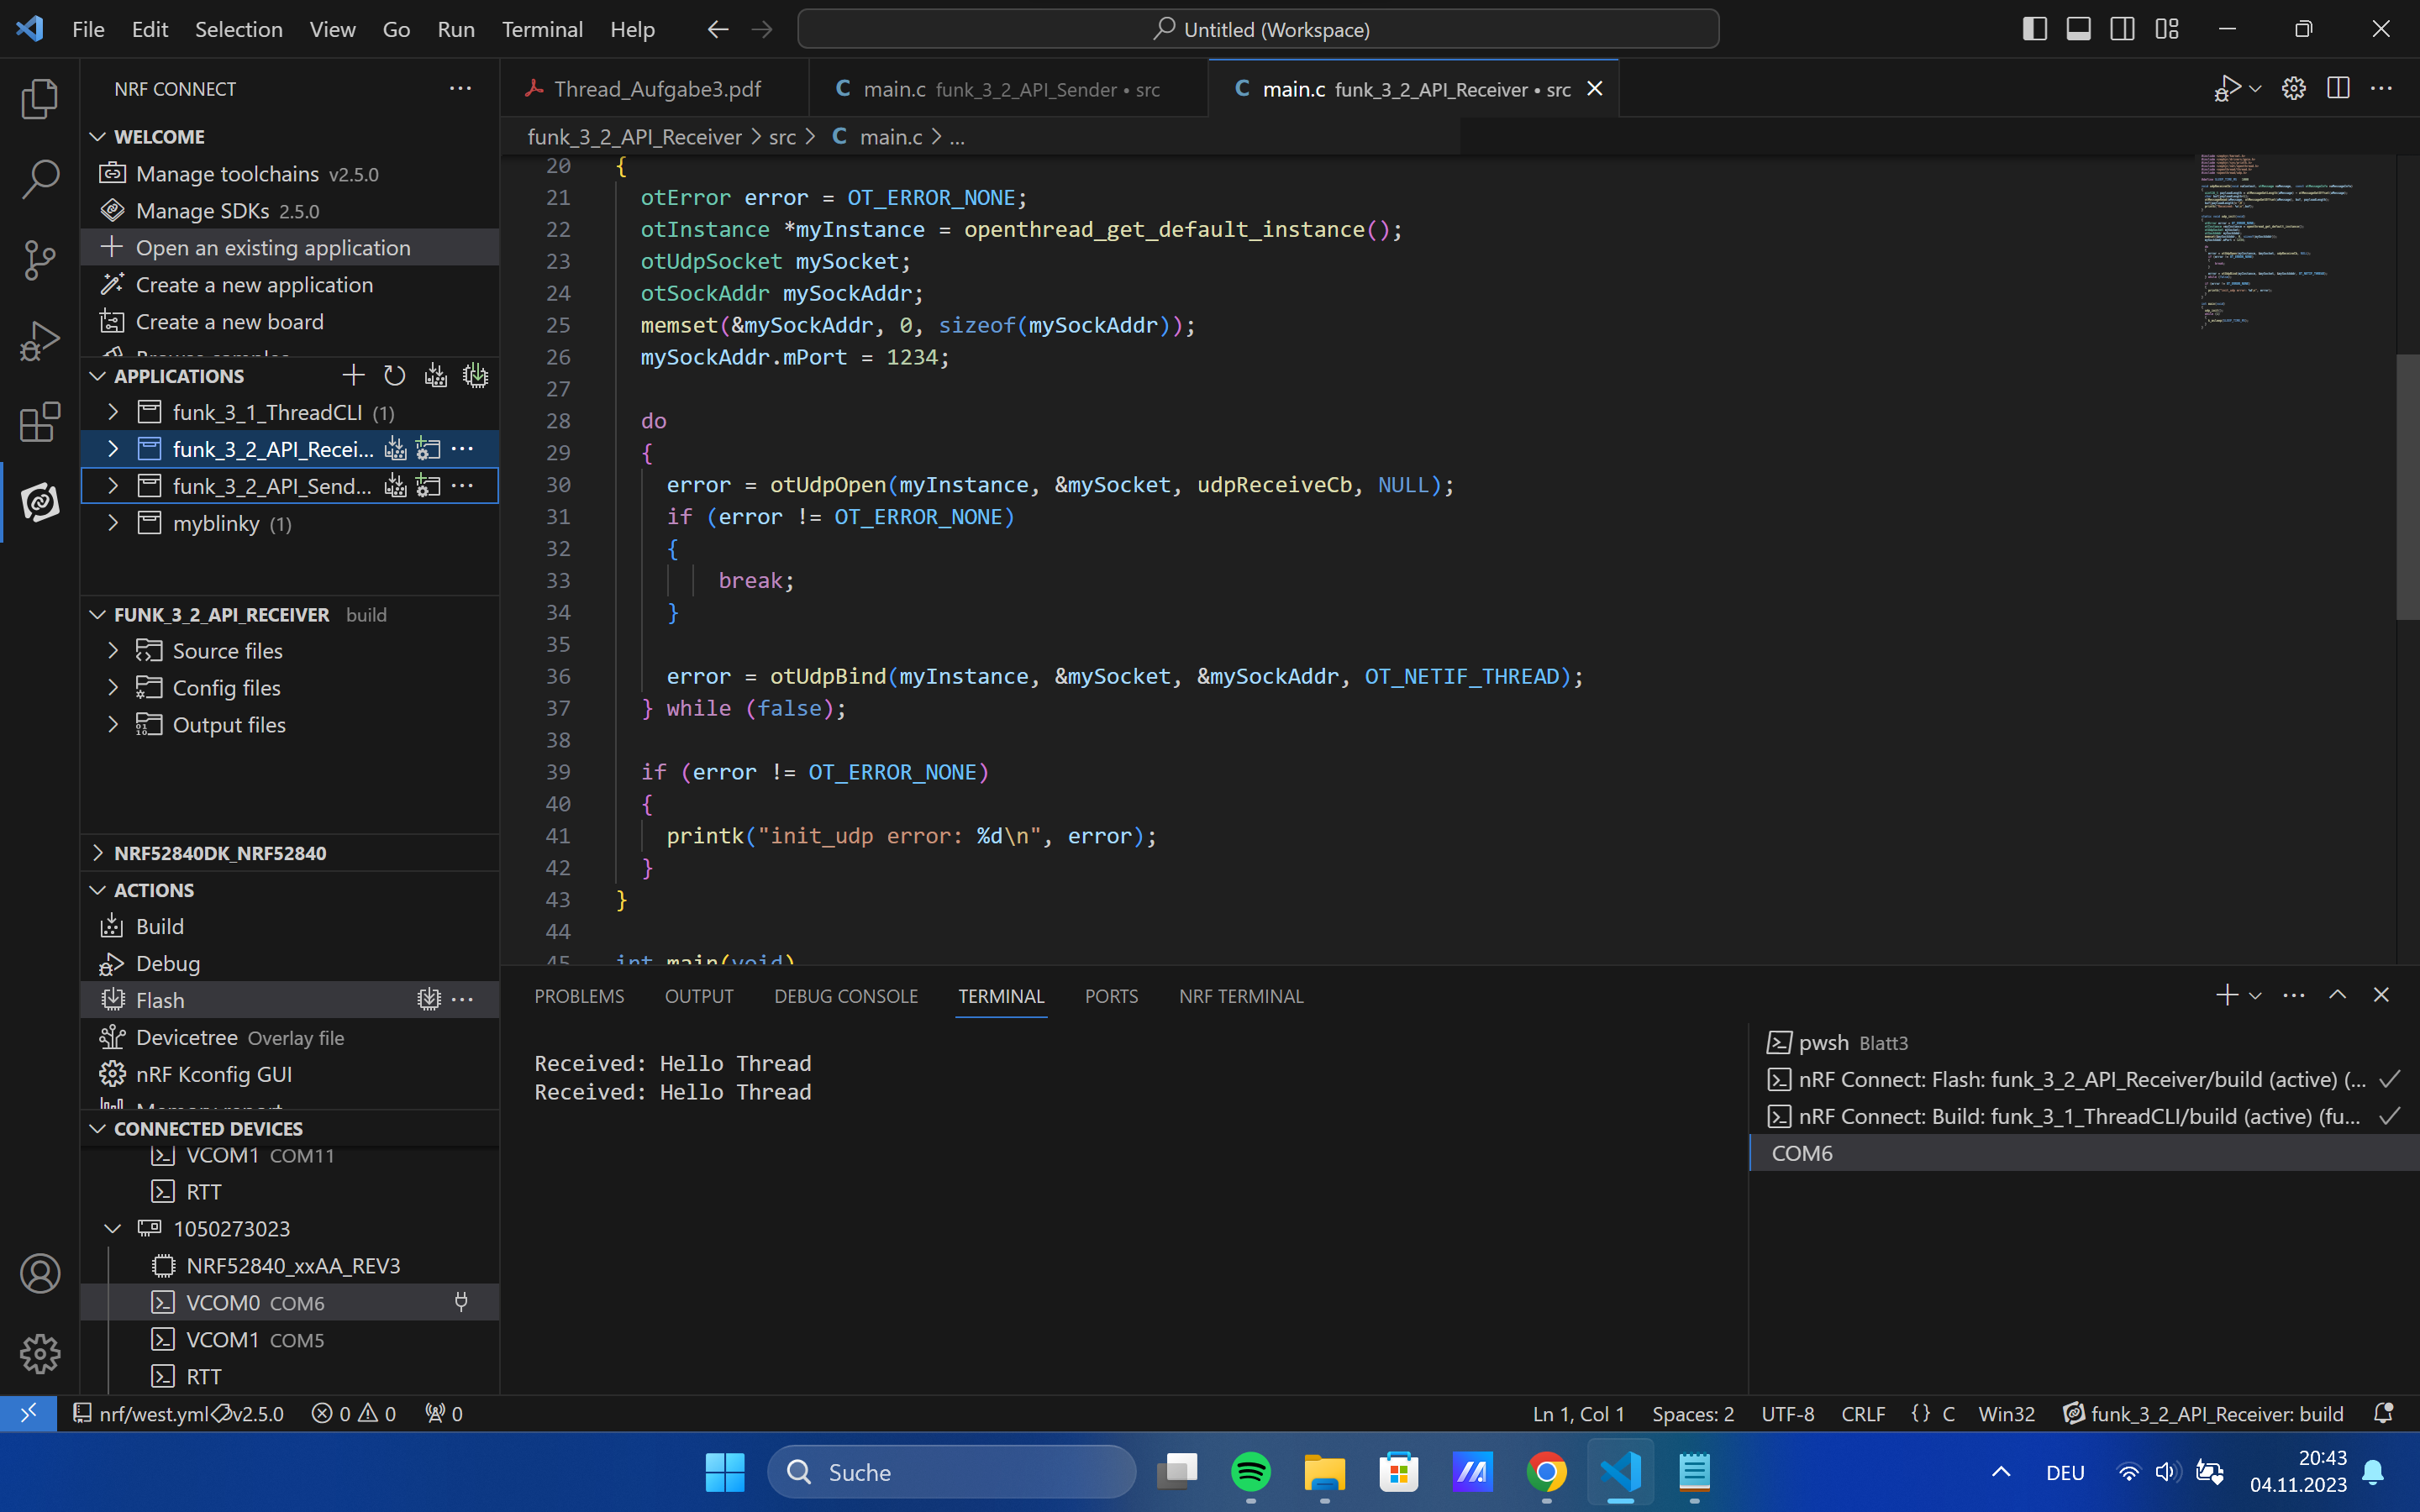 File Edit Selection View Go Run Terminal Help
Untitled (Workspace)
NRF CONNECT
WELCOME
Manage toolchains v2.5.0
Manage SDKs 2.5.0
Open an existing application
Create a new application
Create a new board
Browse samples
APPLICATIONS
funk_3_1_ThreadCLI (1)
funk_3_2_API_Recei...
funk_3_2_API_Send...
myblinky (1)
FUNK_3_2_API_RECEIVER build
Source files
Config files
Output files
NRF52840DK_NRF52840
ACTIONS
Build
Debug
Flash
Devicetree Overlay file
nRF Kconfig GUI
Memory report
CONNECTED DEVICES
VCOM1 COM11
RTT
1050273023
NRF52840_xxAA_REV3
VCOM0 COM6
VCOM1 COM5
RTT
Thread_Aufgabe3.pdf
C main.c funk_3_2_API_Sender • src
C main.c funk_3_2_API_Receiver • src
funk_3_2_API_Receiver > src > C main.c > ...
20 {
21 otError error = OT_ERROR_NONE;
22 otInstance *myInstance = openthread_get_default_instance();
23 otUdpSocket mySocket;
24 otSockAddr mySockAddr;
25 memset(&mySockAddr, 0, sizeof(mySockAddr));
26 mySockAddr.mPort = 1234;
27
28 do
29 {
30 error = otUdpOpen(myInstance, &mySocket, udpReceiveCb, NULL);
31 if (error != OT_ERROR_NONE)
32 {
33 break;
34 }
35
36 error = otUdpBind(myInstance, &mySocket, &mySockAddr, OT_NETIF_THREAD);
37 } while (false);
38
39 if (error != OT_ERROR_NONE)
40 {
41 printk("init_udp error: %d\n", error);
42 }
43 }
44
45 int main(void)
PROBLEMS OUTPUT DEBUG CONSOLE TERMINAL PORTS NRF TERMINAL
Received: Hello Thread
Received: Hello Thread
pwsh Blatt3
nRF Connect: Flash: funk_3_2_API_Receiver/build (active) (...
nRF Connect: Build: funk_3_1_ThreadCLI/build (active) (fu...
COM6
nrf/west.yml v2.5.0 0 0 0
Ln 1, Col 1 Spaces: 2 UTF-8 CRLF {} C Win32 funk_3_2_API_Receiver: build
Suche
DEU
20:43
04.11.2023